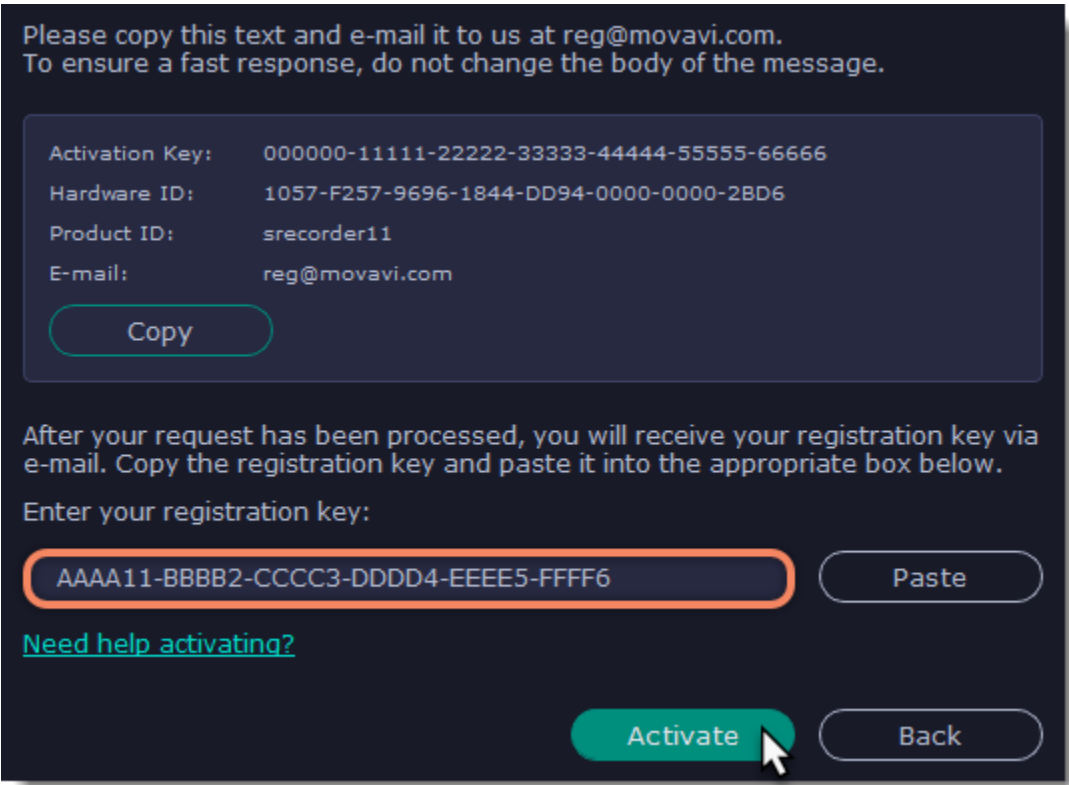 Please copy this text and e-mail it to us at reg@movavi.com.
To ensure a fast response, do not change the body of the message.
Activation Key: 000000-11111-22222-33333-44444-55555-66666
Hardware ID: 1057-F257-9696-1844-DD94-0000-0000-2BD6
Product ID: srecorder11
E-mail: reg@movavi.com
Copy
After your request has been processed, you will receive your registration key via
e-mail. Copy the registration key and paste it into the appropriate box below.
Enter your registration key:
AAAA11-BBBB2-CCCC3-DDDD4-EEEE5-FFFF6 Paste
Need help activating?
Activate Back